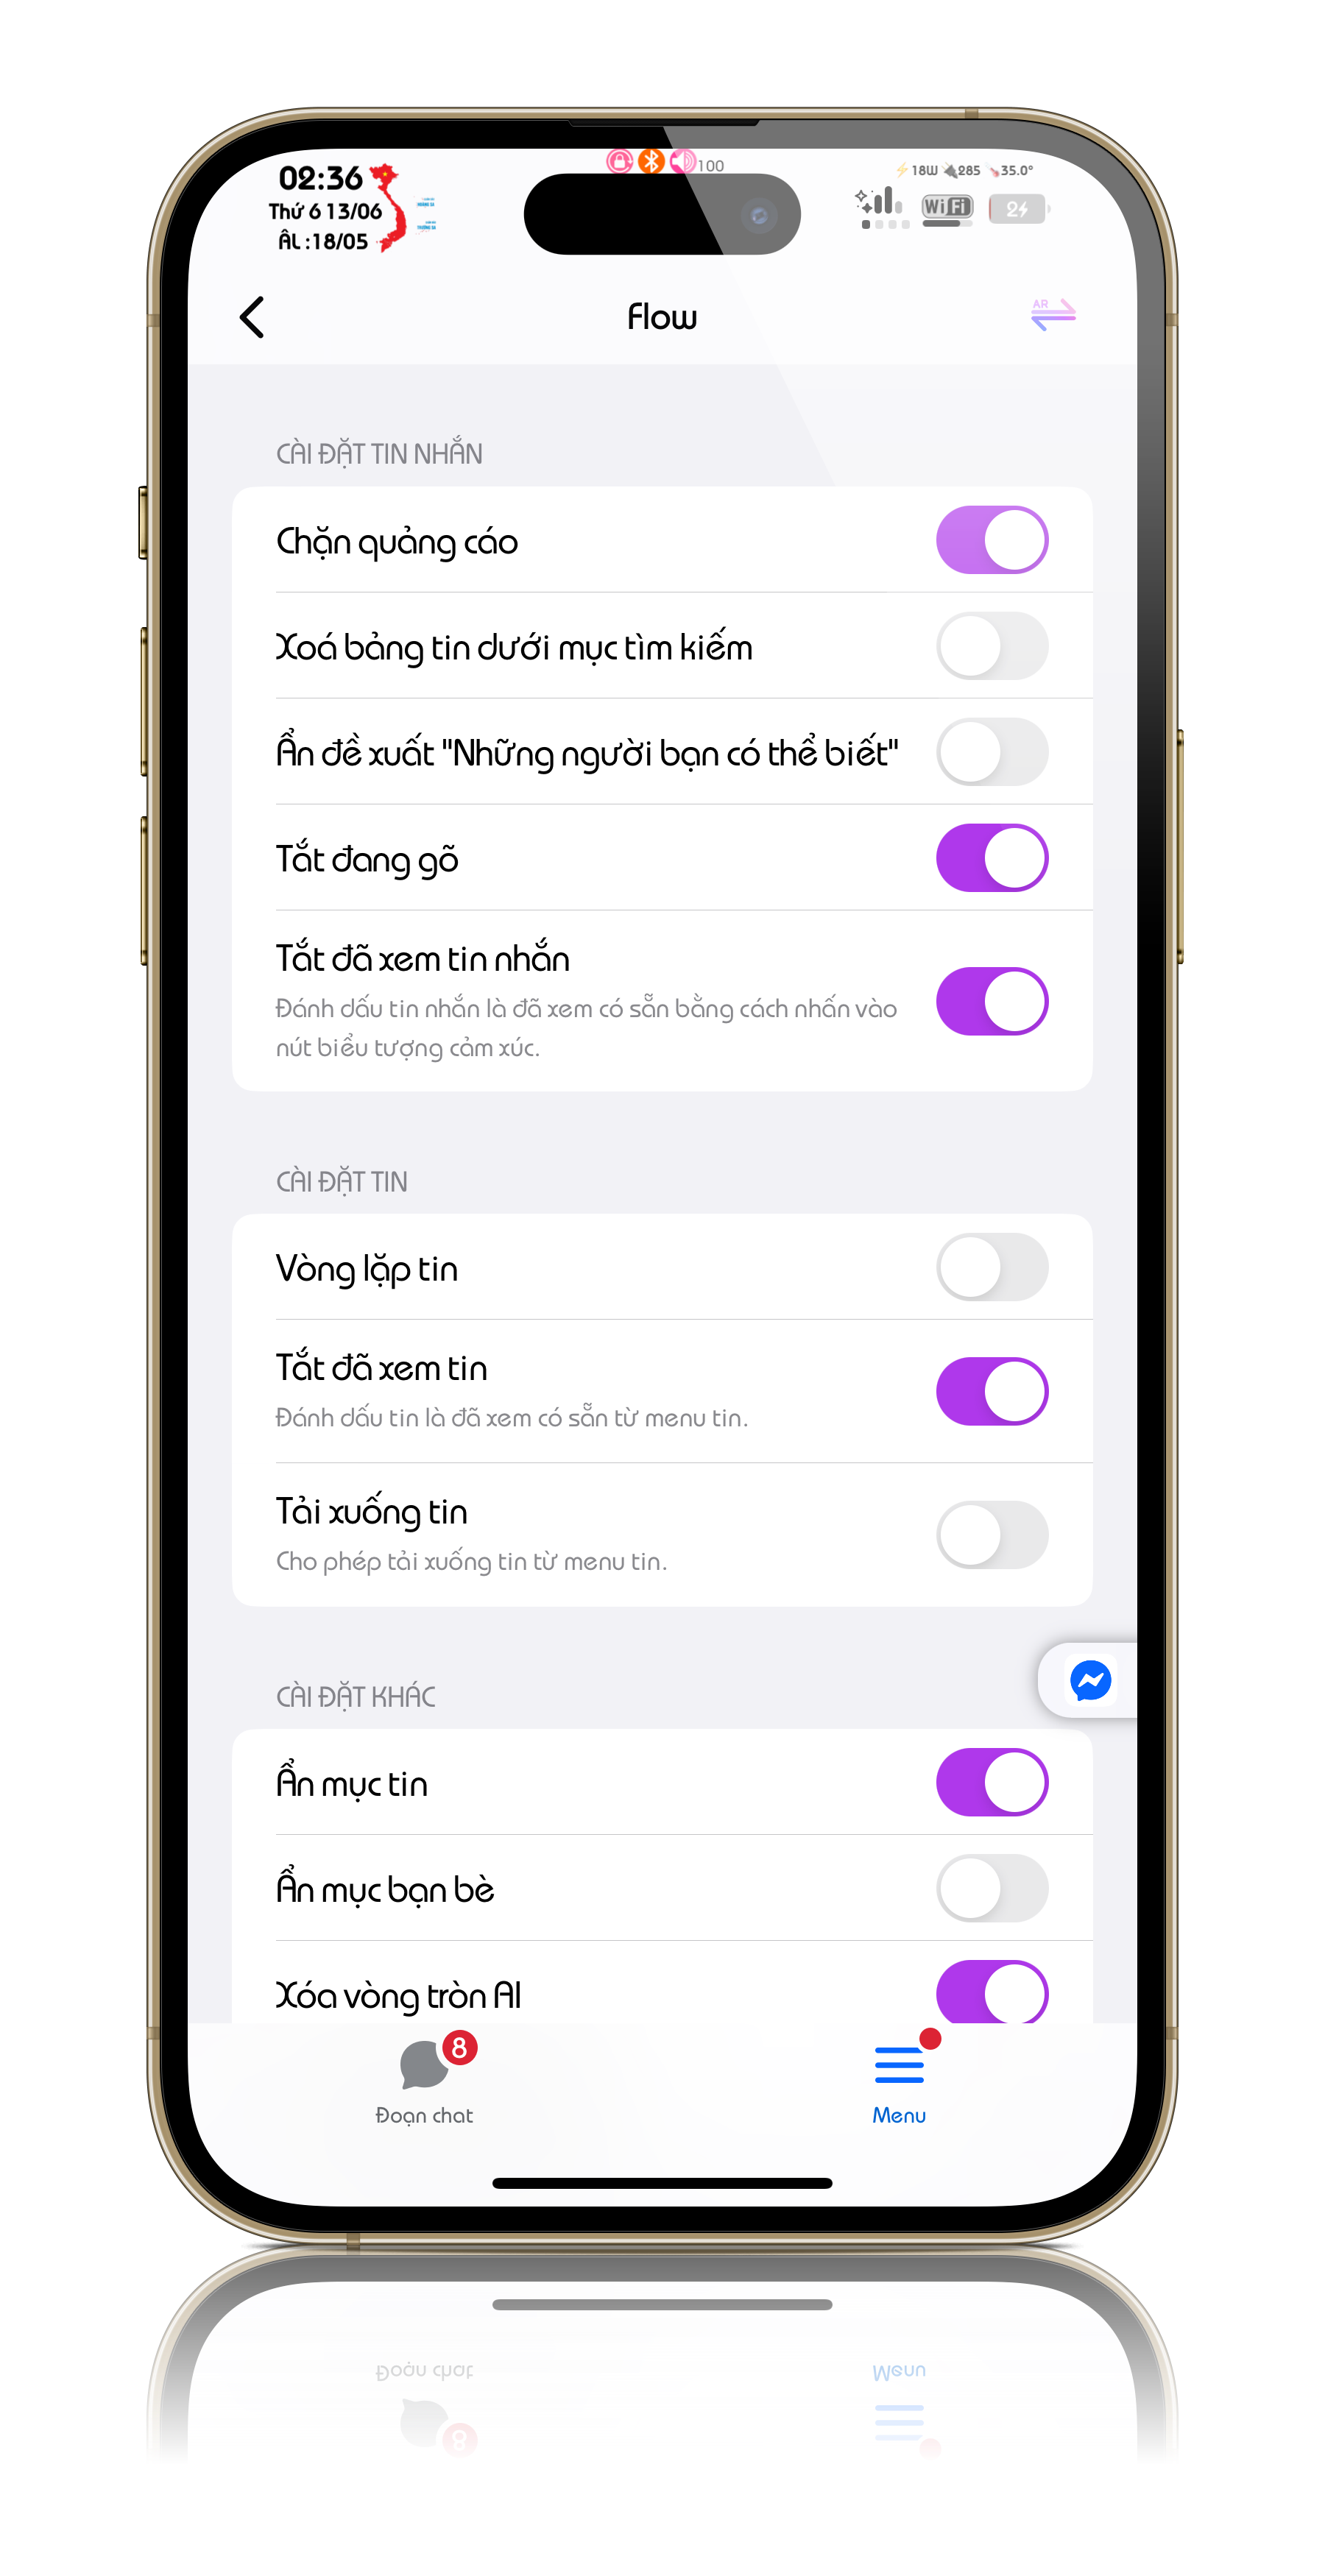 02:36
Thứ 6 13/06
ÂL :18/05
100
18W 285 35.0°
WiFi
2
Flow
AR
CÀI ĐẶT TIN NHẮN
Chặn quảng cáo
Xoá bảng tin dưới mục tìm kiếm
Ẩn đề xuất "Những người bạn có thể biết"
Tắt đang gõ
Tắt đã xem tin nhắn
Đánh dấu tin nhắn là đã xem có sẵn bằng cách nhấn vào
nút biểu tượng cảm xúc.
CÀI ĐẶT TIN
Vòng lặp tin
Tắt đã xem tin
Đánh dấu tin là đã xem có sẵn từ menu tin.
Tải xuống tin
Cho phép tải xuống tin từ menu tin.
CÀI ĐẶT KHÁC
Ẩn mục tin
Ẩn mục bạn bè
Xóa vòng tròn AI
8
Đoạn chat
Menu